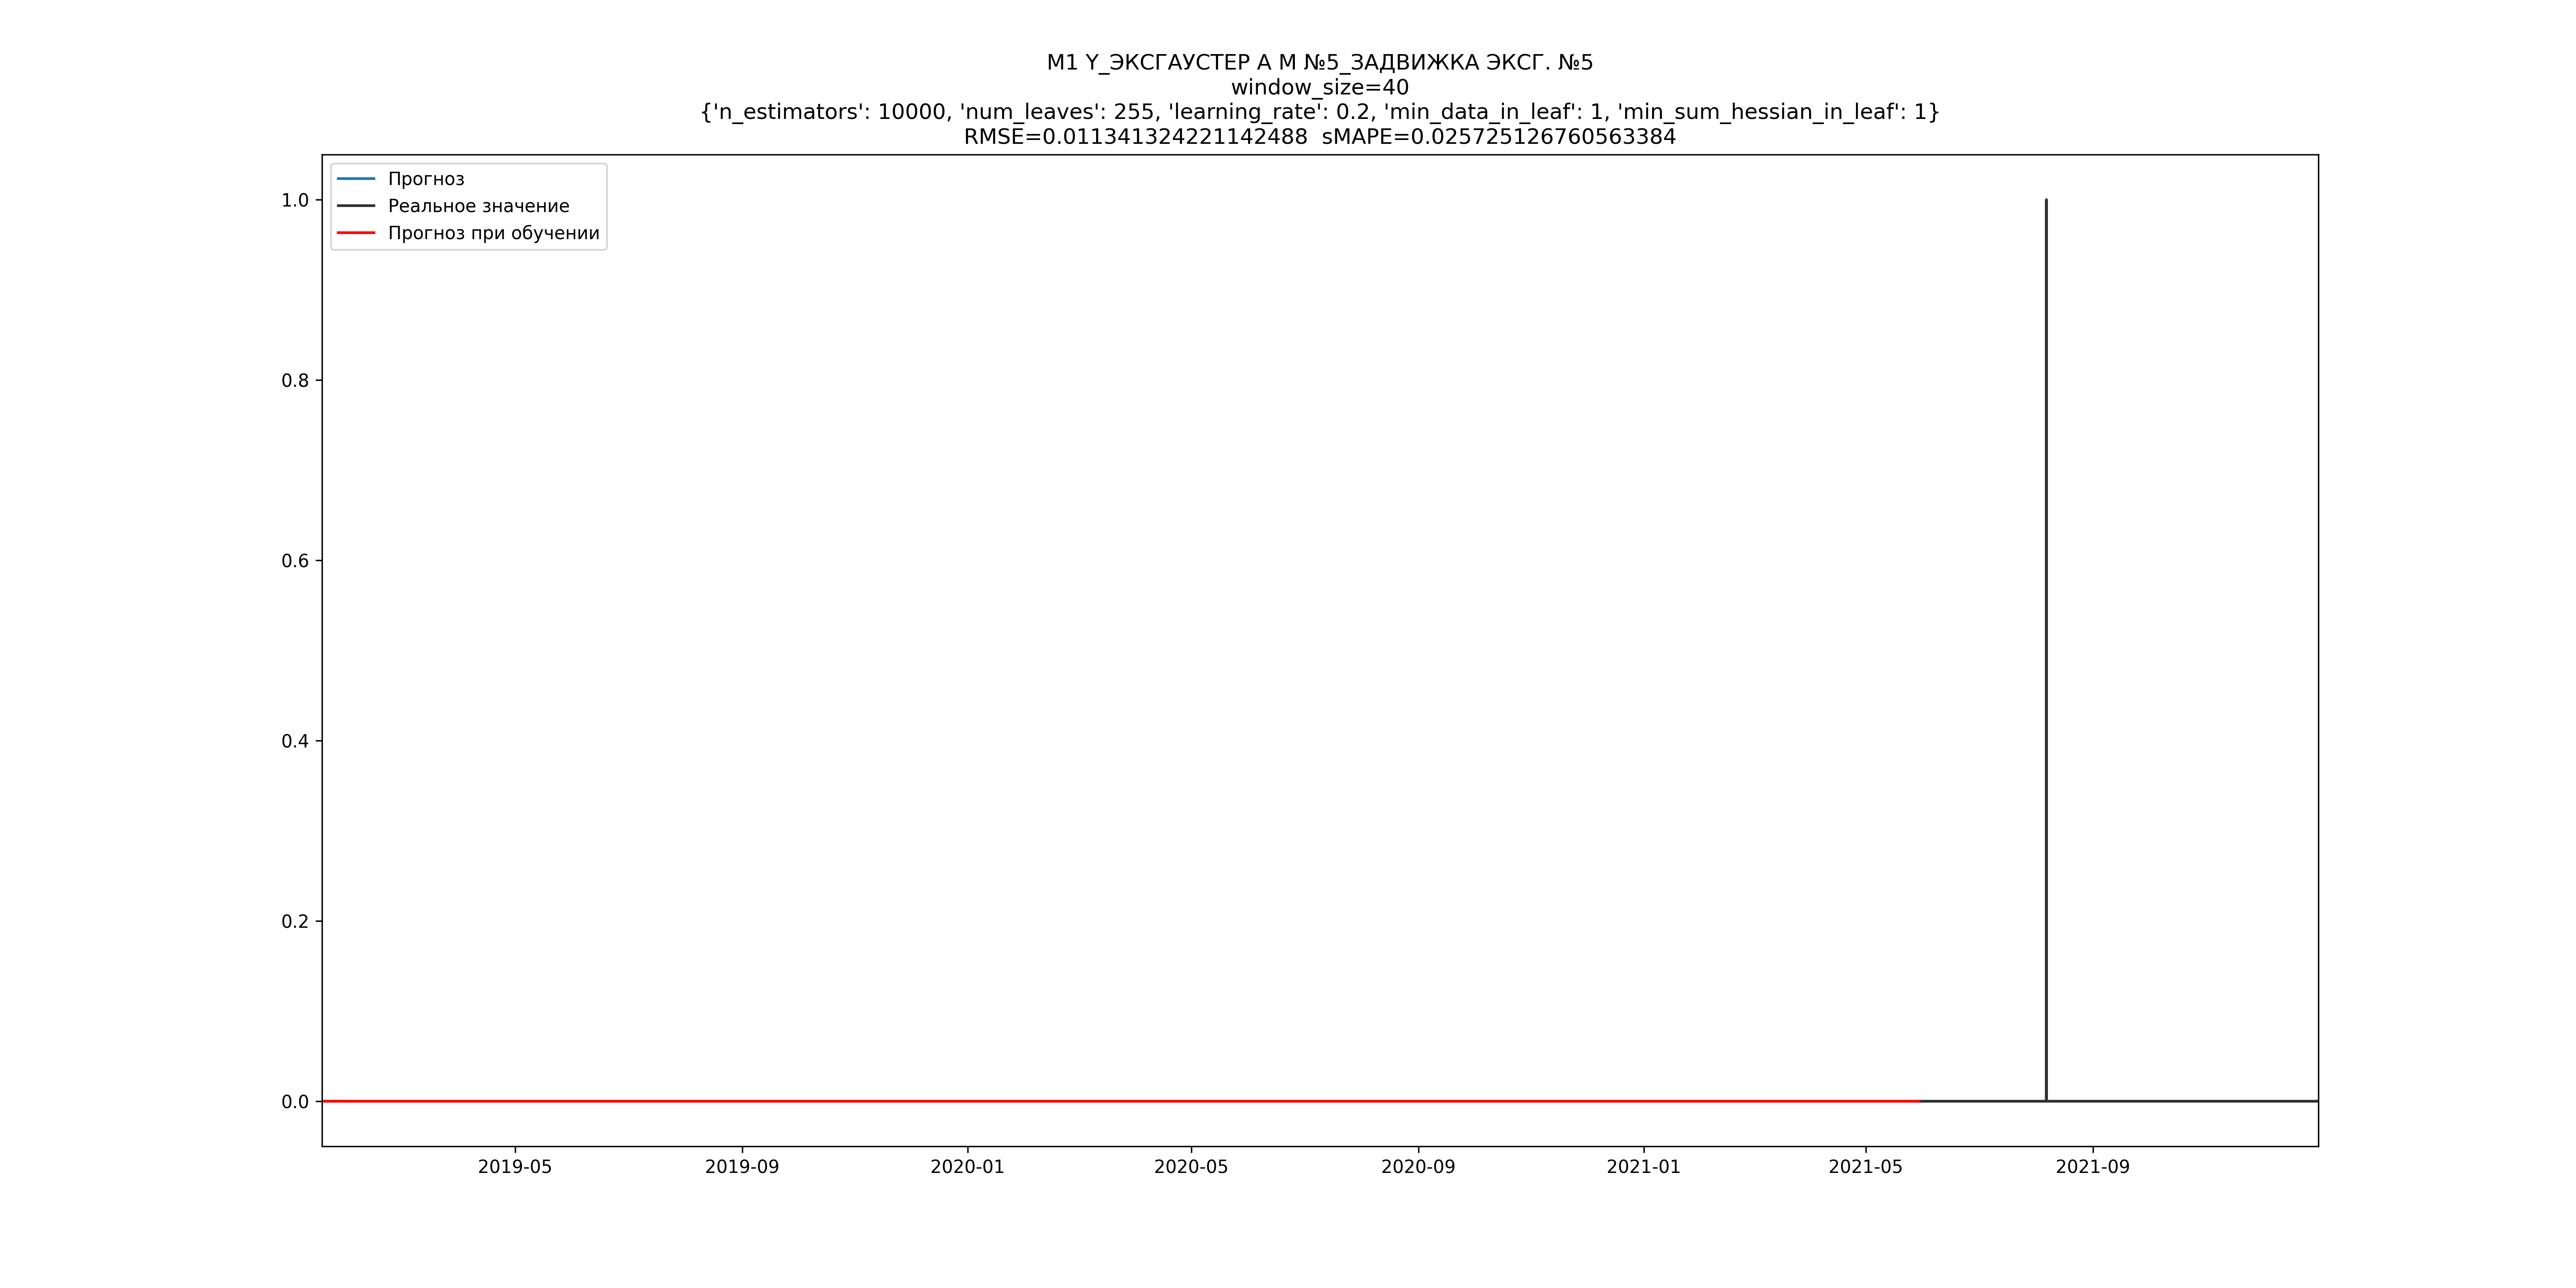 M1 Y_ЭКСГАУСТЕР А М №5_ЗАДВИЖКА ЭКСГ. №5
window_size=40
{'n_estimators': 10000, 'num_leaves': 255, 'learning_rate': 0.2, 'min_data_in_leaf': 1, 'min_sum_hessian_in_leaf': 1}
RMSE=0.011341324221142488 sMAPE=0.025725126760563384
Прогноз
Реальное значение
Прогноз при обучении
1.0
0.8
0.6
0.4
0.2
0.0
2019-05 2019-09 2020-01 2020-05 2020-09 2021-01 2021-05 2021-09